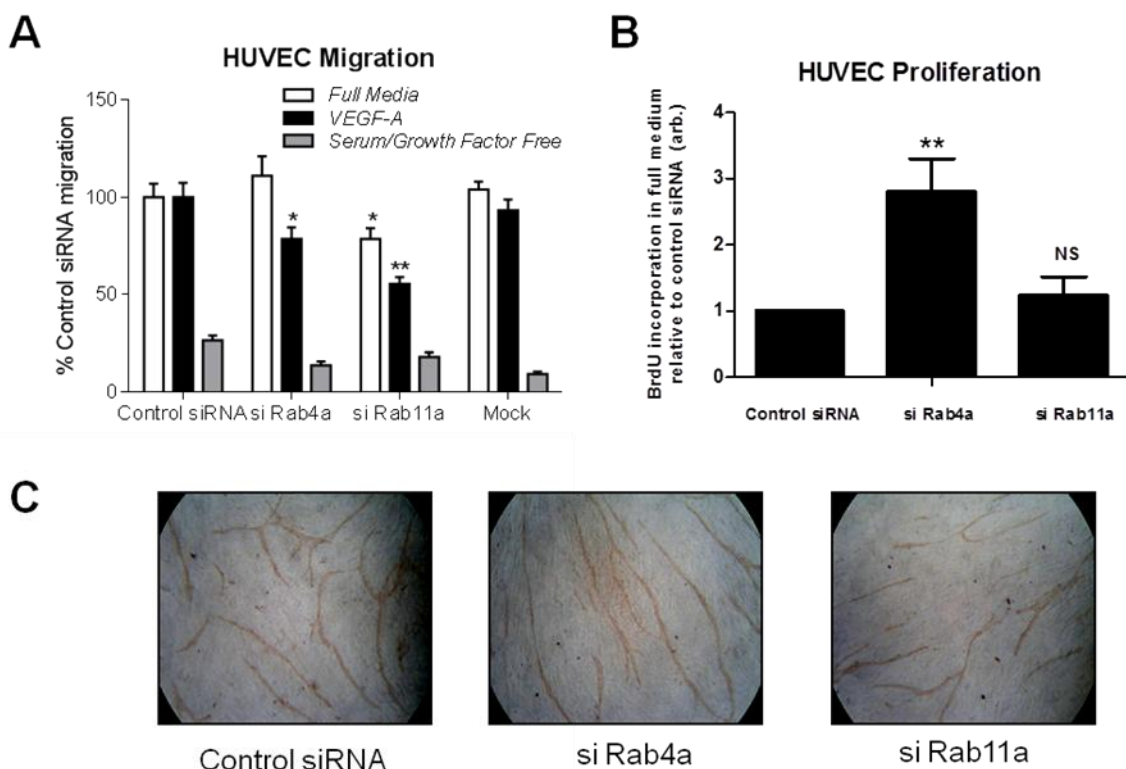 A
HUVEC Migration
Full Media
VEGF-A
Serum/Growth Factor Free
% Control siRNA migration
150
100
50
0
*
*
**
Control siRNA
si Rab4a
si Rab11a
Mock
B
HUVEC Proliferation
BrdU incorporation in full medium
relative to control siRNA (arb.)
4
3
2
1
0
**
NS
Control siRNA
si Rab4a
si Rab11a
C
Control siRNA
si Rab4a
si Rab11a